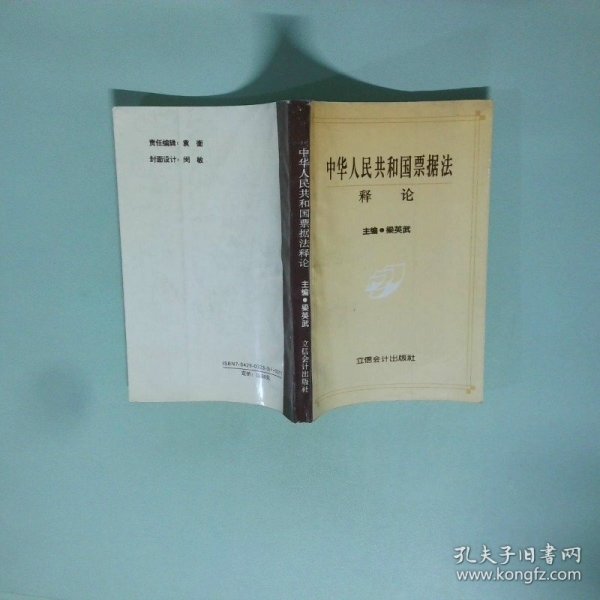 责任编辑：袁 衡
封面设计：闵 敏
中华人民共和国票据法释论 主编●梁英武 立信会计出版社
中华人民共和国票据法
释 论
主编●梁英武
立信会计出版社
孔夫子旧书网
www.kongfz.com